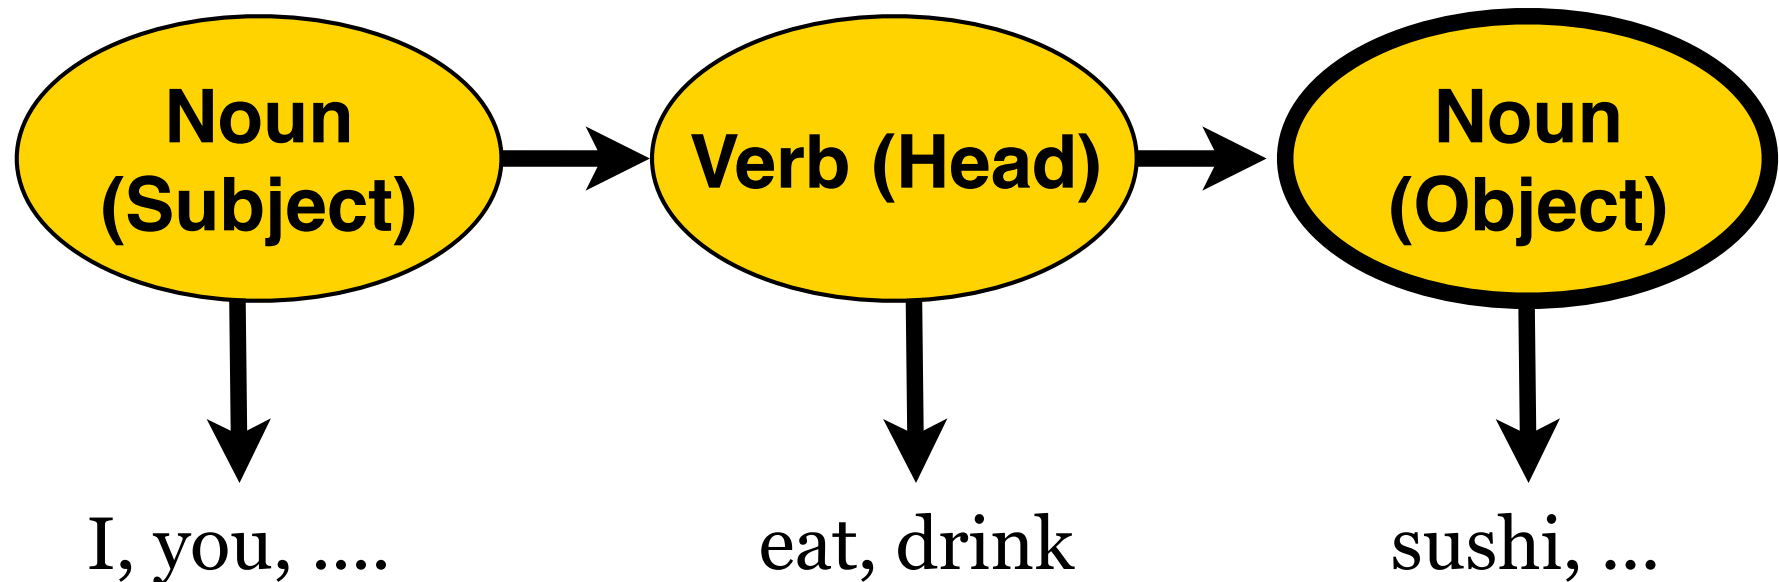 Noun
(Subject)
Verb (Head)
Noun
(Object)
I, you, ....
eat, drink
sushi, ...